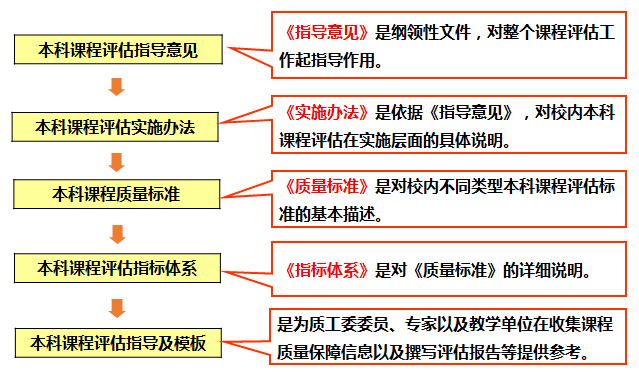 本科课程评估指导意见
《指导意见》是纲领性文件，对整个课程评估工
作起指导作用。
本科课程评估实施办法
《实施办法》是依据《指导意见》，对校内本科
课程评估在实施层面的具体说明。
本科课程质量标准
《质量标准》是对校内不同类型本科课程评估标
准的基本描述。
本科课程评估指标体系
《指标体系》是对《质量标准》的详细说明。
本科课程评估指导及模板
是为质工委委员、专家以及教学单位在收集课程
质量保障信息以及撰写评估报告等提供参考。